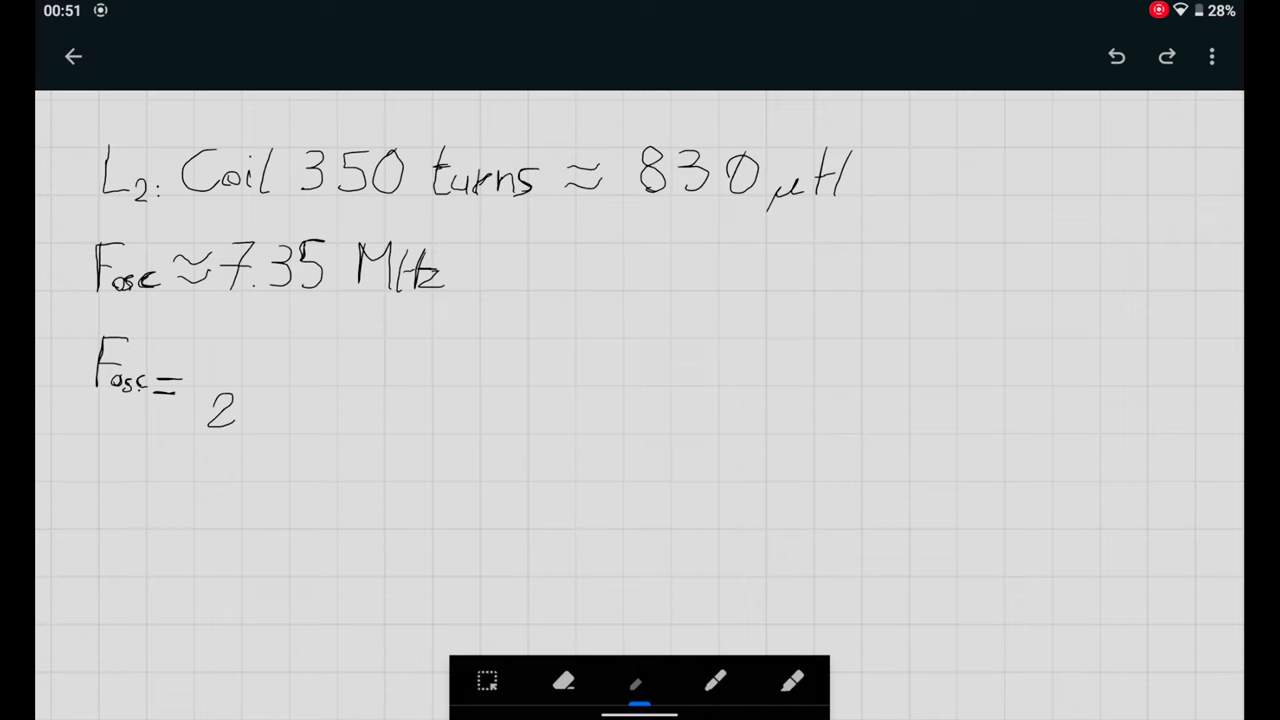 00:51 28%
L₂: Coil 350 turns ≈ 830 μH
Fosc ≈ 7.35 MHz
Fosc =
2